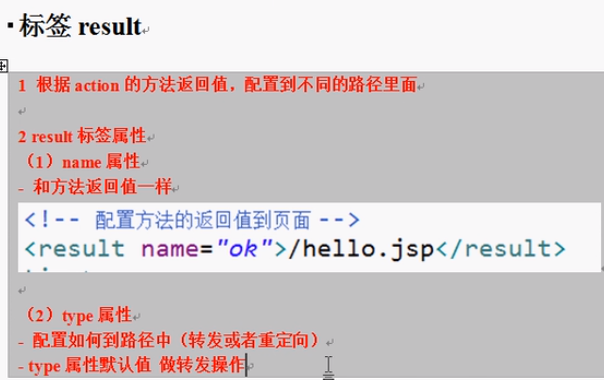 标签 result
1 根据 action 的方法返回值，配置到不同的路径里面
2 result 标签属性
（1）name 属性
- 和方法返回值一样
<!-- 配置方法的返回值到页面 -->
<result name="ok">/hello.jsp</result>
（2）type 属性
- 配置如何到路径中（转发或者重定向）
- type 属性默认值 做转发操作